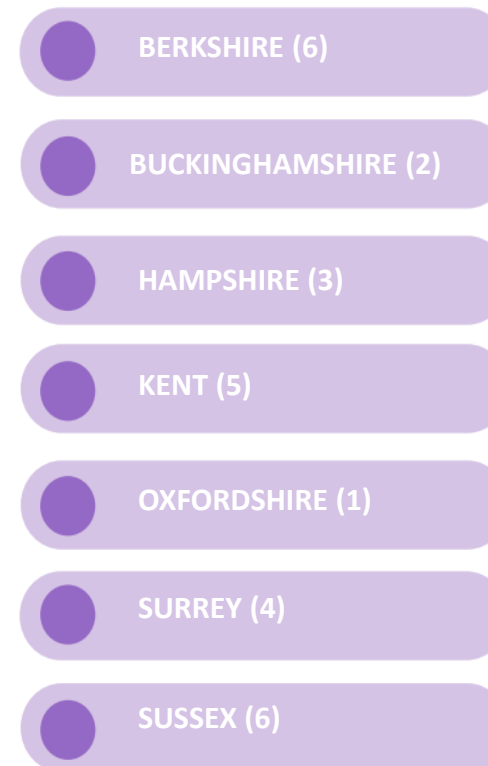 BERKSHIRE (6)
BUCKINGHAMSHIRE (2)
HAMPSHIRE (3)
KENT (5)
OXFORDSHIRE (1)
SURREY (4)
SUSSEX (6)